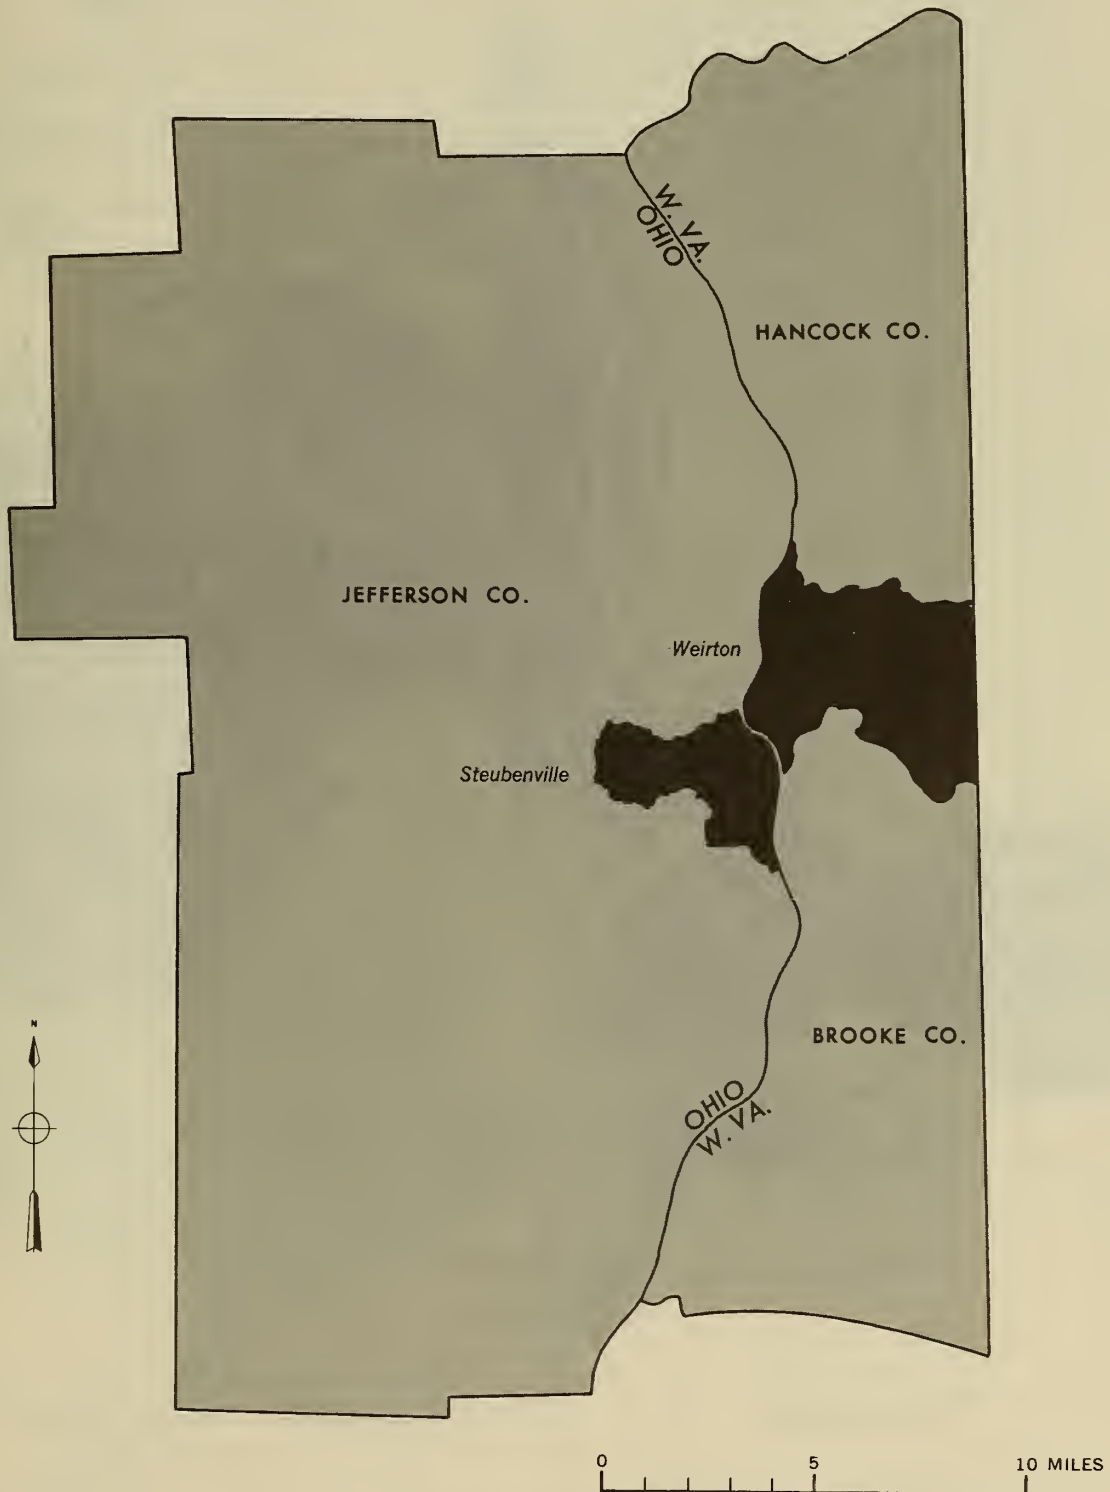 W. VA.
OHIO
HANCOCK CO.
JEFFERSON CO.
Weirton
Steubenville
N
BROOKE CO.
OHIO
W. VA.
0 5 10 MILES